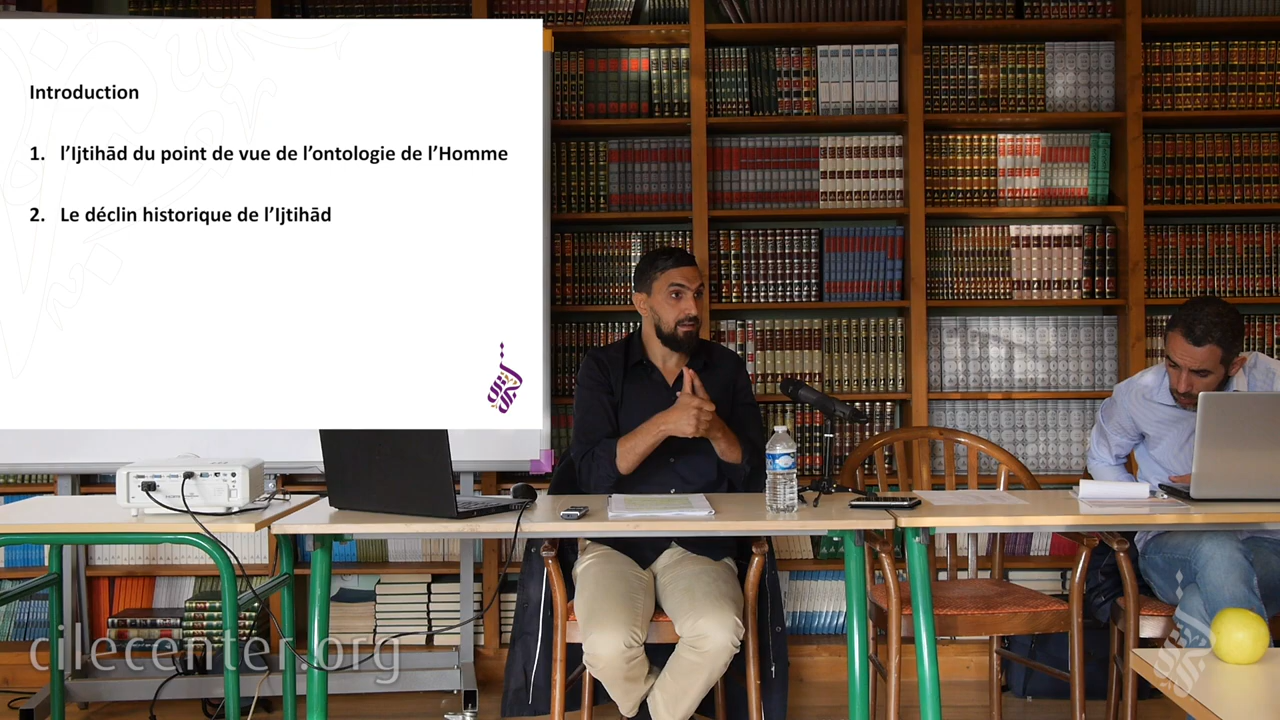 Introduction
1. l’Ijtihād du point de vue de l’ontologie de l’Homme
2. Le déclin historique de l’Ijtihād
cilecenter.org